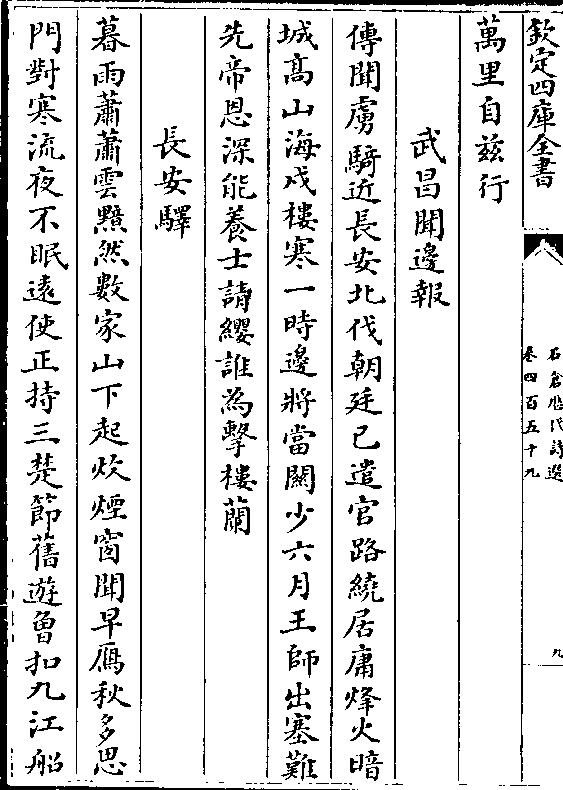 欽定四庫全書
石倉歷代詩選
卷四百五十九
九
萬里自兹行
武昌聞邊報
傳聞虜騎近長安北伐朝廷已遣官路繞居庸烽火暗
城髙山海戍樓寒一時邊將當關少六月王師出塞難
先帝恩深能養士請纓誰為擊樓蘭
長安驛
暮雨蕭蕭雲黯然數家山下起炊煙窗聞早鴈秋多思
門對寒流夜不眠逺使正持三楚節舊遊曽扣九江船